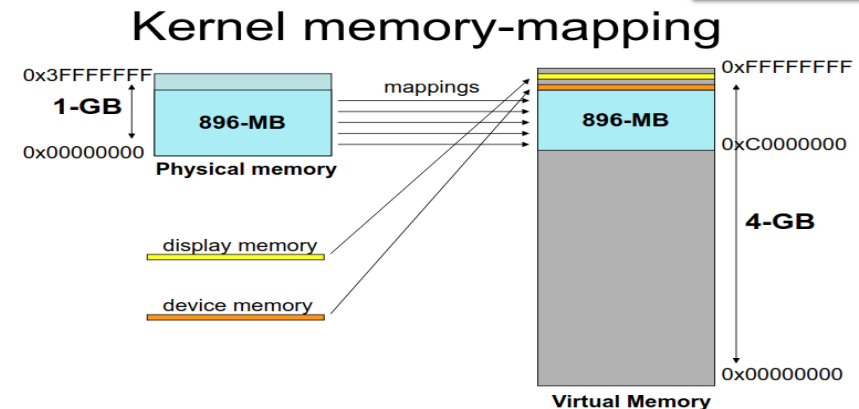 Kernel memory-mapping
0x3FFFFFFF
1-GB
896-MB
0x00000000
Physical memory
mappings
display memory
device memory
0xFFFFFFFF
896-MB
0xC0000000
4-GB
0x00000000
Virtual Memory